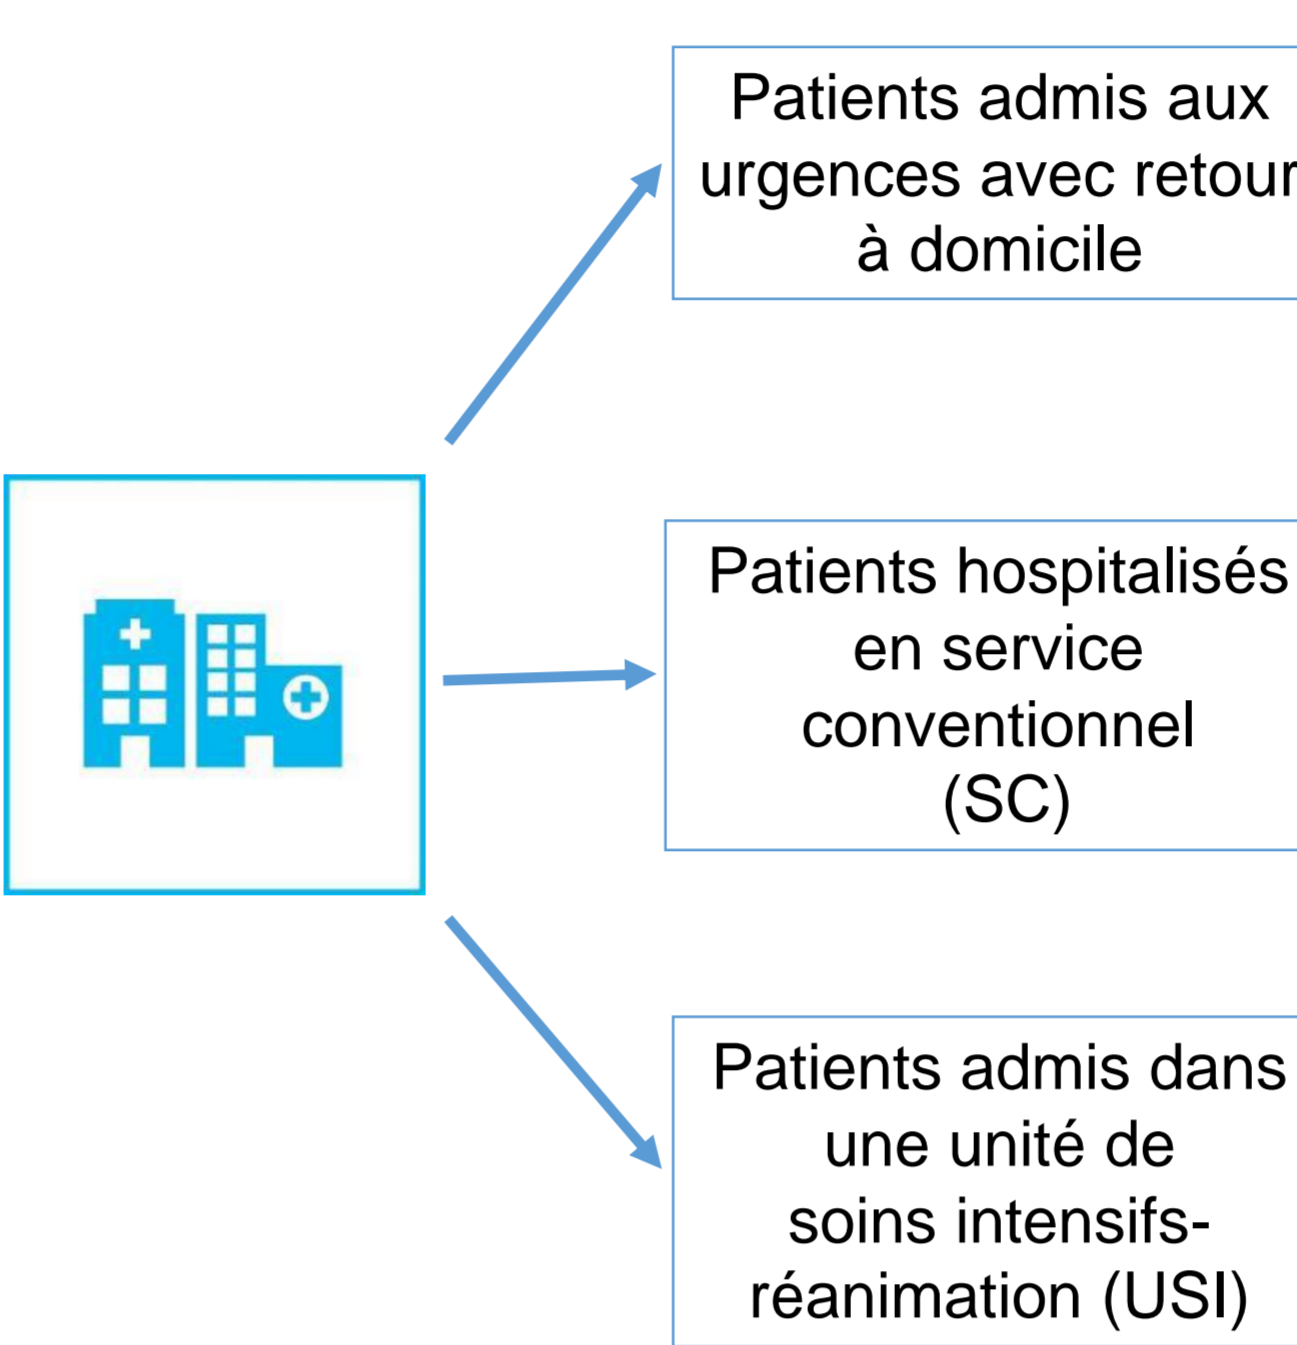 Patients admis aux
urgences avec retour
à domicile
Patients hospitalisés
en service
conventionnel
(SC)
Patients admis dans
une unité de
soins intensifs-
réanimation (USI)